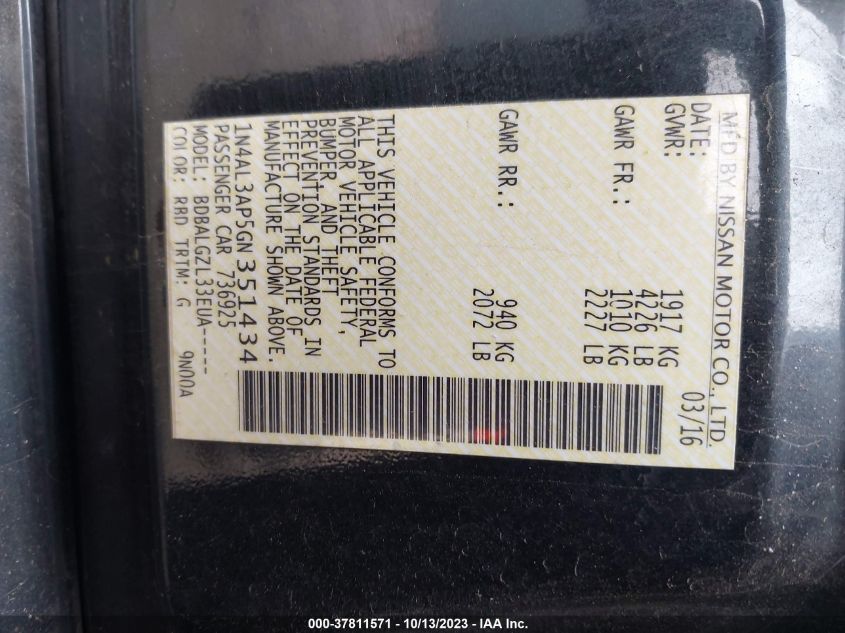 MFD BY NISSAN MOTOR CO., LTD.
DATE: 03/16
GVWR: 1917 KG
4226 LB
GAWR FR.: 1010 KG
2227 LB
GAWR RR.: 940 KG
2072 LB
THIS VEHICLE CONFORMS TO
ALL APPLICABLE FEDERAL
MOTOR VEHICLE SAFETY,
BUMPER, AND THEFT
PREVENTION STANDARDS IN
EFFECT ON THE DATE OF
MANUFACTURE SHOWN ABOVE.
1N4AL3AP5GN351434
PASSENGER CAR 736925
MODEL: BDBALGZL33EUA-----
COLOR: RBD TRIM: G 9N00A
000-37811571 - 10/13/2023 - IAA Inc.